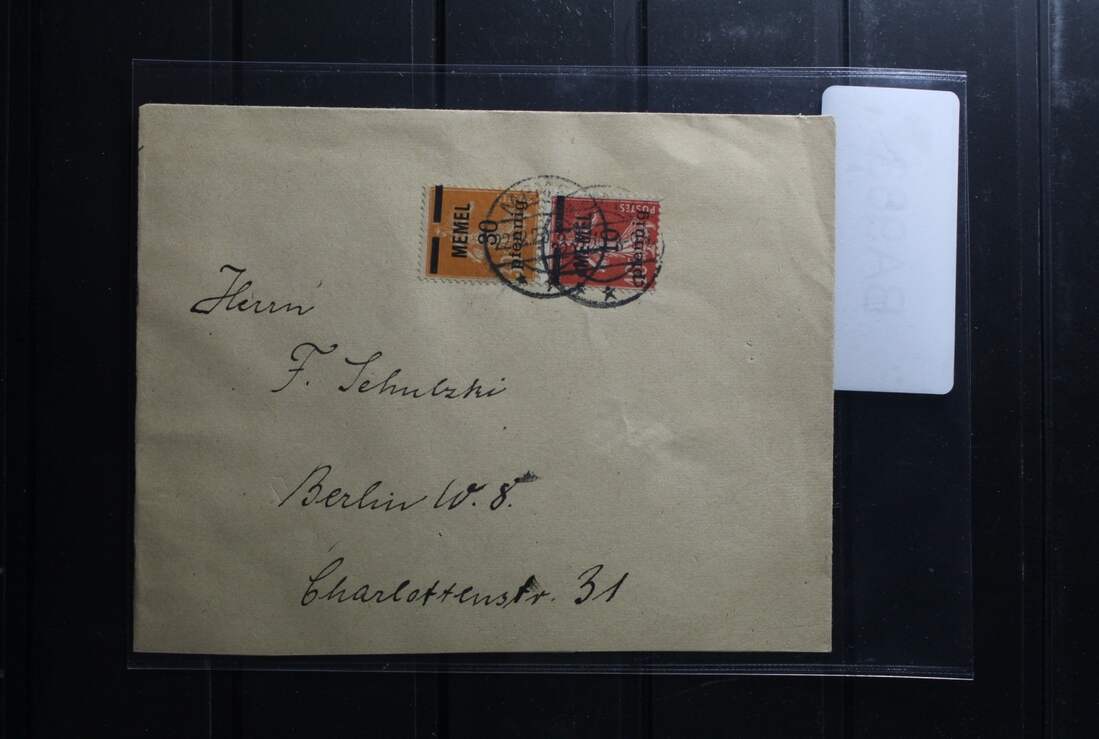 MEMEL
30
pfennig
POSTES
MEMEL
10
pfennig
Herrn
F. Schulzki
Berlin W. 8.
Charlottenstr. 31